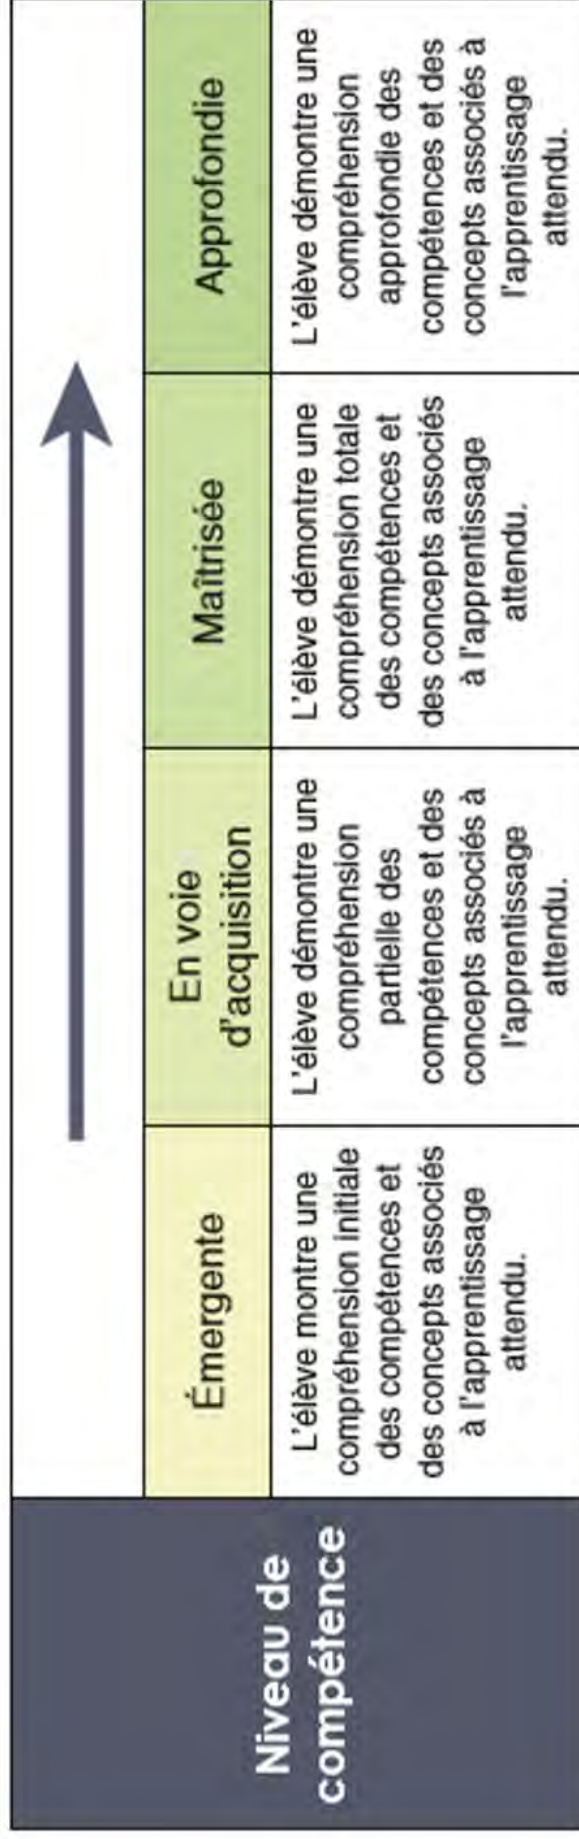 Niveau de
compétence
Émergente
L'élève montre une
compréhension initiale
des compétences et
des concepts associés
à l'apprentissage
attendu.
En voie
d'acquisition
L'élève démontre une
compréhension
partielle des
compétences et des
concepts associés à
l'apprentissage
attendu.
Maîtrisée
L'élève démontre une
compréhension totale
des compétences et
des concepts associés
à l'apprentissage
attendu.
Approfondie
L'élève démontre une
compréhension
approfondie des
compétences et des
concepts associés à
l'apprentissage
attendu.